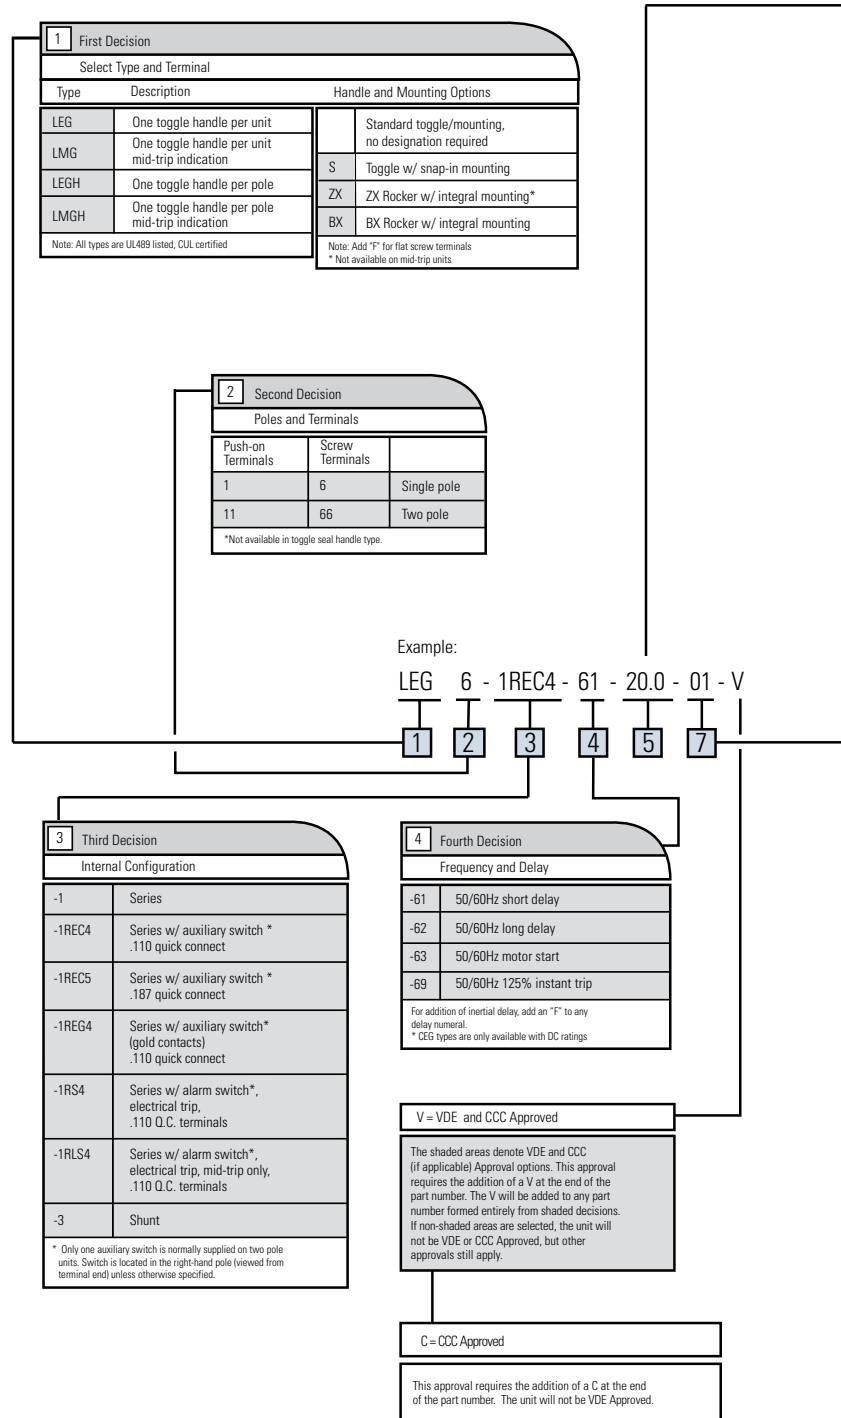 1 First Decision
Select Type and Terminal
Type Description Handle and Mounting Options
LEG One toggle handle per unit
LMG One toggle handle per unit
mid-trip indication
LEGH One toggle handle per pole
LMGH One toggle handle per pole
mid-trip indication
Note: All types are UL489 listed, CUL certified
Standard toggle/mounting,
no designation required
S Toggle w/ snap-in mounting
ZX ZX Rocker w/ integral mounting*
BX BX Rocker w/ integral mounting
Note: Add "F" for flat screw terminals
* Not available on mid-trip units
2 Second Decision
Poles and Terminals
Push-on
Terminals
Screw
Terminals
1 6 Single pole
11 66 Two pole
*Not available in toggle seal handle type.
Example:
LEG 6 - 1REC4 - 61 - 20.0 - 01 - V
1 2 3 4 5 7
3 Third Decision
Internal Configuration
-1 Series
-1REC4 Series w/ auxiliary switch *
.110 quick connect
-1REC5 Series w/ auxiliary switch *
.187 quick connect
-1REG4 Series w/ auxiliary switch*
(gold contacts)
.110 quick connect
-1RS4 Series w/ alarm switch*,
electrical trip,
.110 Q.C. terminals
-1RLS4 Series w/ alarm switch*,
electrical trip, mid-trip only,
.110 Q.C. terminals
-3 Shunt
* Only one auxiliary switch is normally supplied on two pole
units. Switch is located in the right-hand pole (viewed from
terminal end) unless otherwise specified.
4 Fourth Decision
Frequency and Delay
-61 50/60Hz short delay
-62 50/60Hz long delay
-63 50/60Hz motor start
-69 50/60Hz 125% instant trip
For addition of inertial delay, add an "F" to any
delay numeral.
* CEG types are only available with DC ratings
V = VDE and CCC Approved
The shaded areas denote VDE and CCC
(if applicable) Approval options. This approval
requires the addition of a V at the end of the
part number. The V will be added to any part
number formed entirely from shaded decisions.
If non-shaded areas are selected, the unit will
not be VDE or CCC Approved, but other
approvals still apply.
C = CCC Approved
This approval requires the addition of a C at the end
of the part number. The unit will not be VDE Approved.